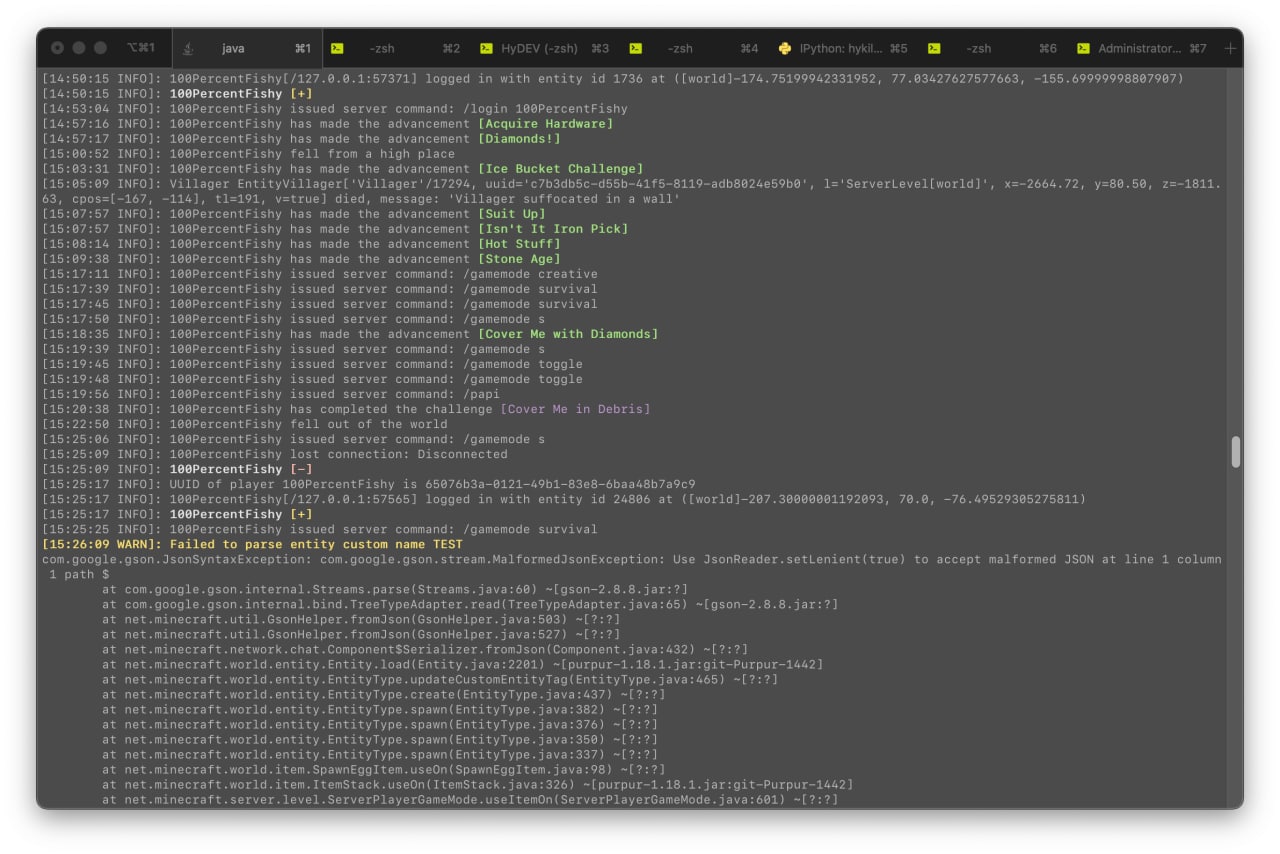 ⌥⌘1 java ⌘1 -zsh ⌘2 HyDEV (-zsh) ⌘3 -zsh ⌘4 IPython: hykil... ⌘5 -zsh ⌘6 Administrator... ⌘7
[14:50:15 INFO]: 100PercentFishy[/127.0.0.1:57371] logged in with entity id 1736 at ([world]-174.75199942331952, 77.03427627577663, -155.69999998807907)
[14:50:15 INFO]: 100PercentFishy [+]
[14:53:04 INFO]: 100PercentFishy issued server command: /login 100PercentFishy
[14:57:16 INFO]: 100PercentFishy has made the advancement [Acquire Hardware]
[14:57:17 INFO]: 100PercentFishy has made the advancement [Diamonds!]
[15:00:52 INFO]: 100PercentFishy fell from a high place
[15:03:31 INFO]: 100PercentFishy has made the advancement [Ice Bucket Challenge]
[15:05:09 INFO]: Villager EntityVillager['Villager'/17294, uuid='c7b3db5c-d55b-41f5-8119-adb8024e59b0', l='ServerLevel[world]', x=-2664.72, y=80.50, z=-1811.
63, cpos=[-167, -114], tl=191, v=true] died, message: 'Villager suffocated in a wall'
[15:07:57 INFO]: 100PercentFishy has made the advancement [Suit Up]
[15:07:57 INFO]: 100PercentFishy has made the advancement [Isn't It Iron Pick]
[15:08:14 INFO]: 100PercentFishy has made the advancement [Hot Stuff]
[15:09:38 INFO]: 100PercentFishy has made the advancement [Stone Age]
[15:17:11 INFO]: 100PercentFishy issued server command: /gamemode creative
[15:17:39 INFO]: 100PercentFishy issued server command: /gamemode survival
[15:17:45 INFO]: 100PercentFishy issued server command: /gamemode survival
[15:17:50 INFO]: 100PercentFishy issued server command: /gamemode s
[15:18:35 INFO]: 100PercentFishy has made the advancement [Cover Me with Diamonds]
[15:19:39 INFO]: 100PercentFishy issued server command: /gamemode s
[15:19:45 INFO]: 100PercentFishy issued server command: /gamemode toggle
[15:19:48 INFO]: 100PercentFishy issued server command: /gamemode toggle
[15:19:56 INFO]: 100PercentFishy issued server command: /papi
[15:20:38 INFO]: 100PercentFishy has completed the challenge [Cover Me in Debris]
[15:22:50 INFO]: 100PercentFishy fell out of the world
[15:25:06 INFO]: 100PercentFishy issued server command: /gamemode s
[15:25:09 INFO]: 100PercentFishy lost connection: Disconnected
[15:25:09 INFO]: 100PercentFishy [-]
[15:25:17 INFO]: UUID of player 100PercentFishy is 65076b3a-0121-49b1-83e8-6baa48b7a9c9
[15:25:17 INFO]: 100PercentFishy[/127.0.0.1:57565] logged in with entity id 24806 at ([world]-207.30000001192093, 70.0, -76.49529305275811)
[15:25:17 INFO]: 100PercentFishy [+]
[15:25:25 INFO]: 100PercentFishy issued server command: /gamemode survival
[15:26:09 WARN]: Failed to parse entity custom name TEST
com.google.gson.JsonSyntaxException: com.google.gson.stream.MalformedJsonException: Use JsonReader.setLenient(true) to accept malformed JSON at line 1 column
1 path $
at com.google.gson.internal.Streams.parse(Streams.java:60) ~[gson-2.8.8.jar:?]
at com.google.gson.internal.bind.TreeTypeAdapter.read(TreeTypeAdapter.java:65) ~[gson-2.8.8.jar:?]
at net.minecraft.util.GsonHelper.fromJson(GsonHelper.java:503) ~[?:?]
at net.minecraft.util.GsonHelper.fromJson(GsonHelper.java:527) ~[?:?]
at net.minecraft.network.chat.Component$Serializer.fromJson(Component.java:432) ~[?:?]
at net.minecraft.world.entity.Entity.load(Entity.java:2201) ~[purpur-1.18.1.jar:git-Purpur-1442]
at net.minecraft.world.entity.EntityType.updateCustomEntityTag(EntityType.java:465) ~[?:?]
at net.minecraft.world.entity.EntityType.create(EntityType.java:437) ~[?:?]
at net.minecraft.world.entity.EntityType.spawn(EntityType.java:382) ~[?:?]
at net.minecraft.world.entity.EntityType.spawn(EntityType.java:376) ~[?:?]
at net.minecraft.world.entity.EntityType.spawn(EntityType.java:350) ~[?:?]
at net.minecraft.world.entity.EntityType.spawn(EntityType.java:337) ~[?:?]
at net.minecraft.world.item.SpawnEggItem.useOn(SpawnEggItem.java:98) ~[?:?]
at net.minecraft.world.item.ItemStack.useOn(ItemStack.java:326) ~[purpur-1.18.1.jar:git-Purpur-1442]
at net.minecraft.server.level.ServerPlayerGameMode.useItemOn(ServerPlayerGameMode.java:601) ~[?:?]